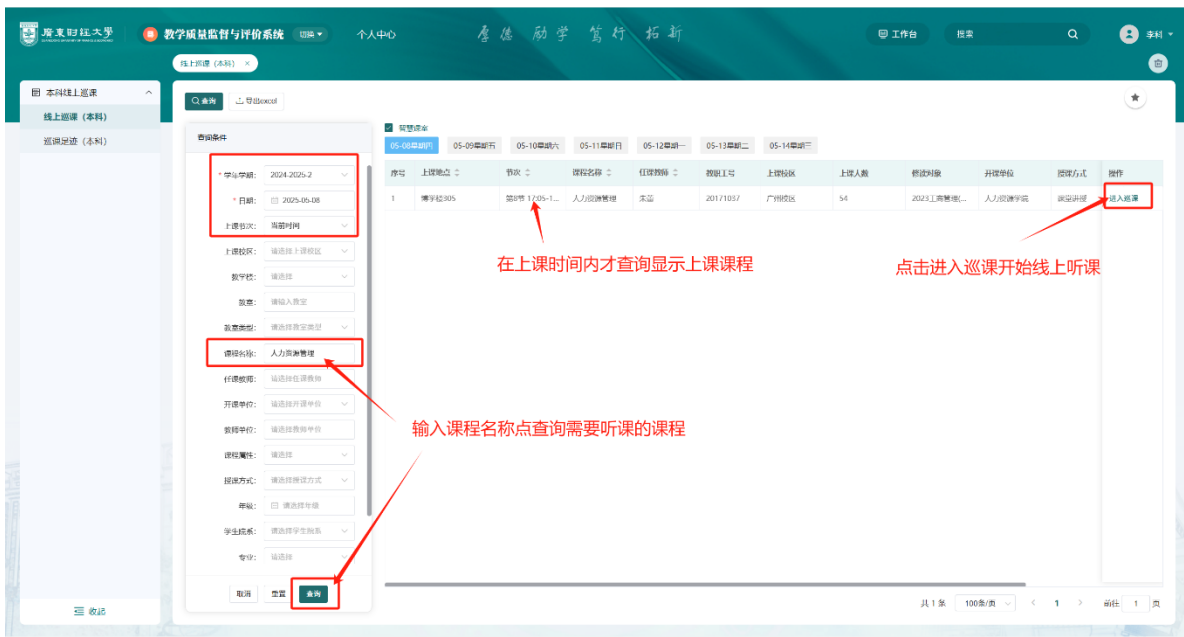 廣東财经大學
教学质量监督与评价系统 切换
个人中心
厚德 励学 笃行 拓新
工作台
搜索
李科
线上巡课（本科） ×
本科线上巡课
线上巡课（本科）
巡课足迹（本科）
收起
查询 导出excel
查询条件
* 学年学期: 2024-2025-2
* 日期: 2025-05-08
上课节次: 当前时间
上课校区: 请选择上课校区
教学楼: 请选择
教室: 请输入教室
教室类型: 请选择教室类型
课程名称: 人力资源管理
任课教师: 请选择任课教师
开课单位: 请选择开课单位
教师单位: 请选择教师单位
课程属性: 请选择
授课方式: 请选择授课方式
年级: 请选择年级
学生院系: 请选择学生院系
专业: 请选择
取消 重置 查询
智慧课室
05-08星期四 05-09星期五 05-10星期六 05-11星期日 05-12星期一 05-13星期二 05-14星期三
序号 上课地点 节次 课程名称 任课教师 教职工号 上课校区 上课人数 修读对象 开课单位 授课方式 操作
1 博学楼305 第8节 17:05-1... 人力资源管理 20171037 广州校区 54 2023工商管理(... 人力资源学院 课堂讲授 进入巡课
在上课时间内才查询显示上课课程
点击进入巡课开始线上听课
输入课程名称点查询需要听课的课程
共 1 条 100条/页 < 1 > 前往 1 页